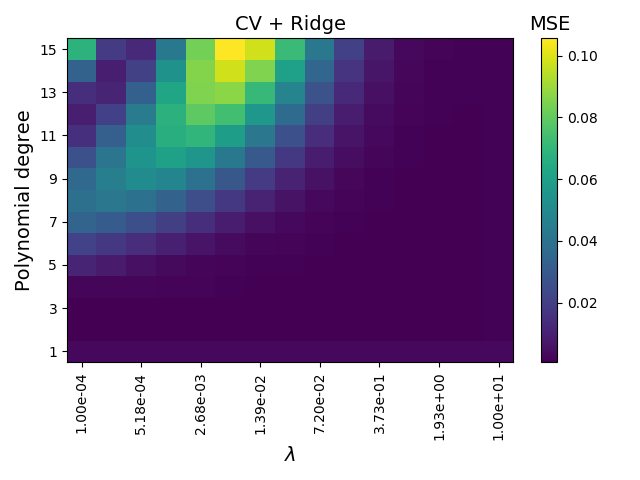 CV + Ridge
MSE
Polynomial degree
15
13
11
9
7
5
3
1
0.10
0.08
0.06
0.04
0.02
1.00e-04
5.18e-04
2.68e-03
1.39e-02
7.20e-02
3.73e-01
1.93e+00
1.00e+01
λ